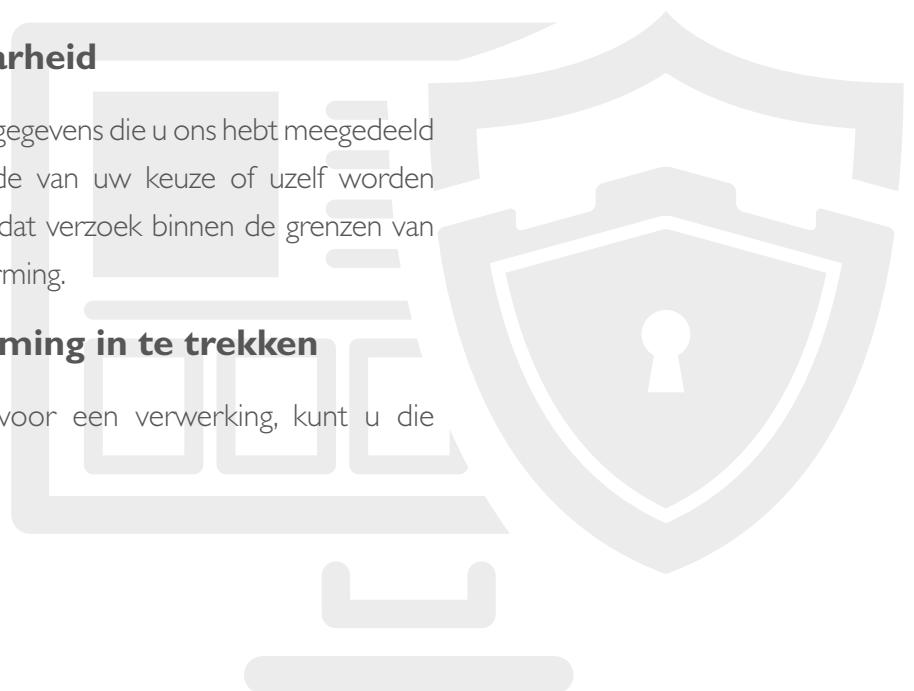 arheid
gegevens die u ons hebt meegedeeld
de van uw keuze of uzelf worden
dat verzoek binnen de grenzen van
rming.
ming in te trekken
voor een verwerking, kunt u die